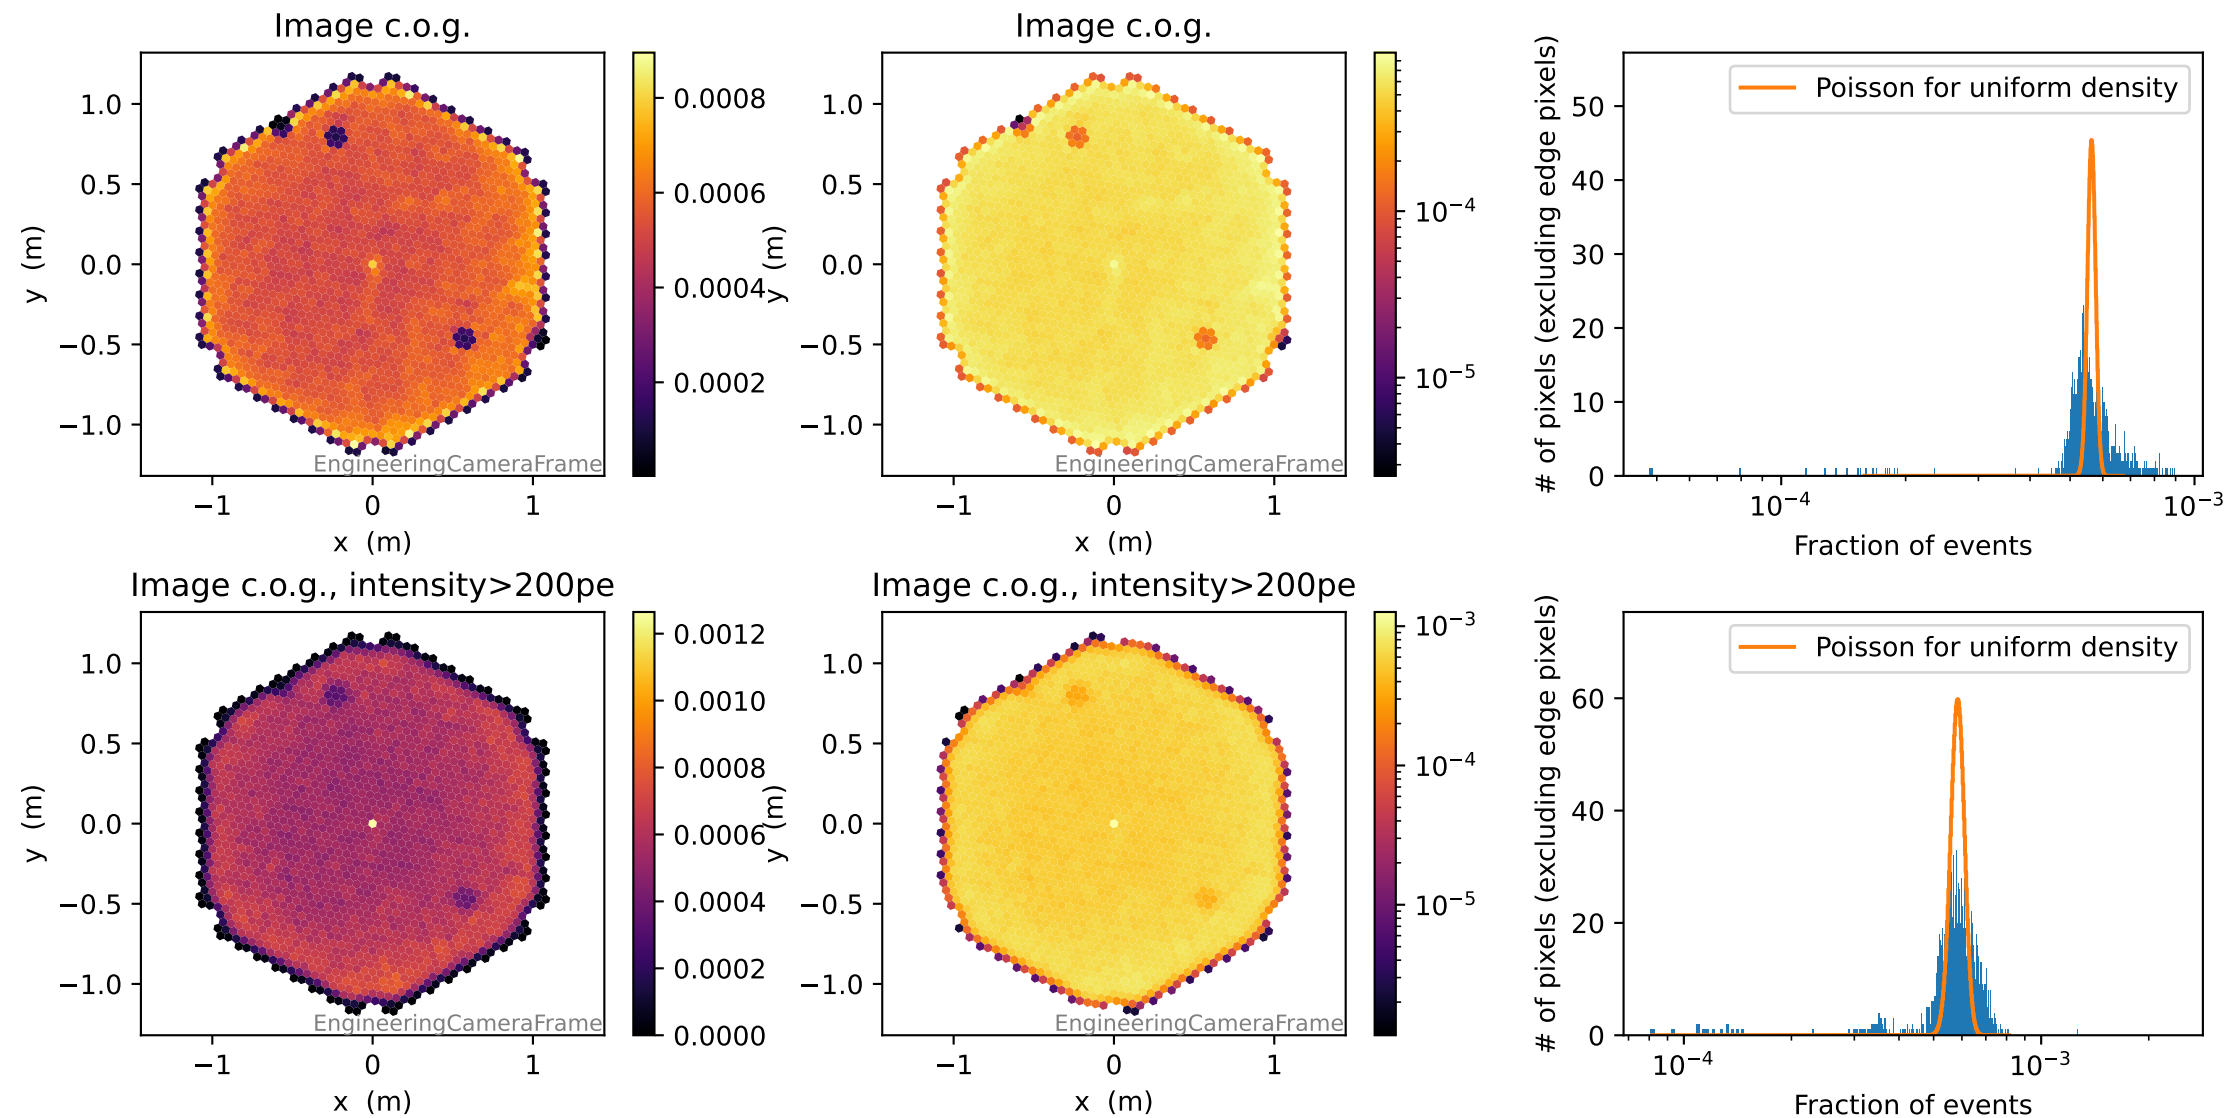 Image c.o.g.
y (m)
1.0
0.5
0.0
−0.5
−1.0
EngineeringCameraFrame
−1 0 1
x (m)
0.0008
0.0006
0.0004
0.0002
Image c.o.g.
y (m)
1.0
0.5
0.0
−0.5
−1.0
EngineeringCameraFrame
−1 0 1
x (m)
10⁻⁴
10⁻⁵
# of pixels (excluding edge pixels)
50
40
30
20
10
0
Poisson for uniform density
10⁻⁴ 10⁻³
Fraction of events
Image c.o.g., intensity>200pe
y (m)
1.0
0.5
0.0
−0.5
−1.0
EngineeringCameraFrame
−1 0 1
x (m)
0.0012
0.0010
0.0008
0.0006
0.0004
0.0002
0.0000
Image c.o.g., intensity>200pe
y (m)
1.0
0.5
0.0
−0.5
−1.0
EngineeringCameraFrame
−1 0 1
x (m)
10⁻³
10⁻⁴
10⁻⁵
# of pixels (excluding edge pixels)
60
40
20
0
Poisson for uniform density
10⁻⁴ 10⁻³
Fraction of events